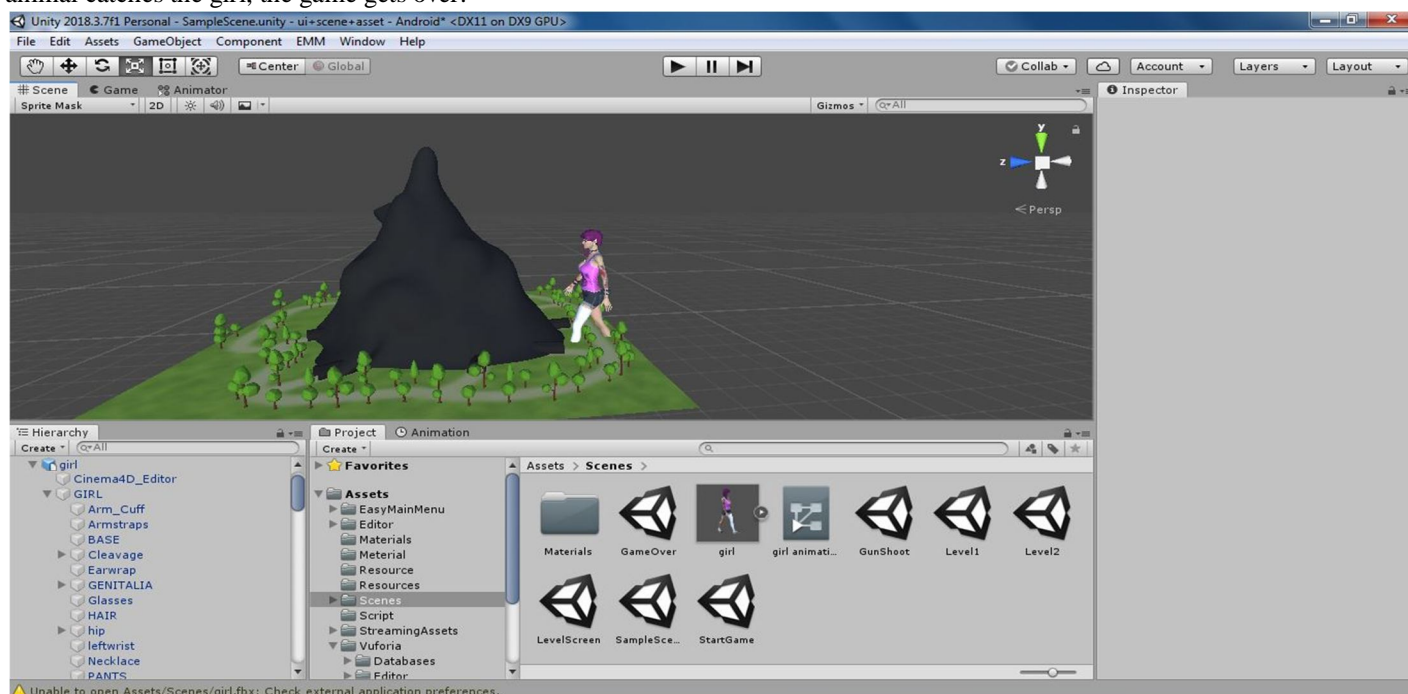 animal catches the girl, the game gets over.
Unity 2018.3.7f1 Personal - SampleScene.unity - ui+scene+asset - Android* <DX11 on DX9 GPU>
File Edit Assets GameObject Component EMM Window Help
Center Global Collab Account Layers Layout
Scene Game Animator Inspector
Sprite Mask 2D Gizmos All
y
z
Persp
Hierarchy Project Animation
Create All Create
girl Favorites Assets > Scenes >
Cinema4D_Editor
GIRL Assets
Arm_Cuff EasyMainMenu
Armstraps Editor
BASE Materials
Cleavage Meterial Materials GameOver girl girl animati... GunShoot Level1 Level2
Earwrap Resource
GENITALIA Resources
Glasses Scenes
HAIR Script
hip StreamingAssets LevelScreen SampleSce... StartGame
leftwrist Vuforia
Necklace Databases
PANTS Editor
Unable to open Assets/Scenes/girl.fbx: Check external application preferences.